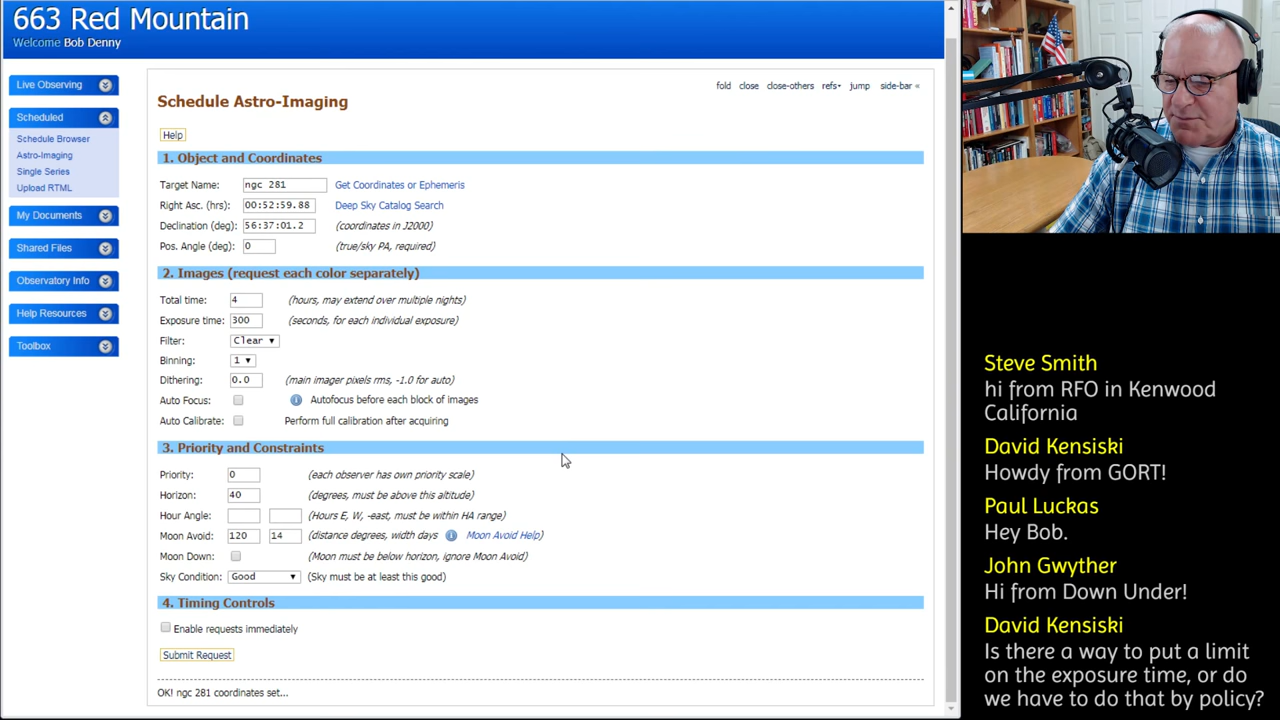 663 Red Mountain
Welcome Bob Denny
Live Observing
Scheduled
Schedule Browser
Astro-Imaging
Single Series
Upload RTML
My Documents
Shared Files
Observatory Info
Help Resources
Toolbox
fold close close-others refs▾ jump side-bar «
Schedule Astro-Imaging
Help
1. Object and Coordinates
Target Name: ngc 281 Get Coordinates or Ephemeris
Right Asc. (hrs): 00:52:59.88 Deep Sky Catalog Search
Declination (deg): 56:37:01.2 (coordinates in J2000)
Pos. Angle (deg): 0 (true/sky PA, required)
2. Images (request each color separately)
Total time: 4 (hours, may extend over multiple nights)
Exposure time: 300 (seconds, for each individual exposure)
Filter: Clear
Binning: 1
Dithering: 0.0 (main imager pixels rms, -1.0 for auto)
Auto Focus: Autofocus before each block of images
Auto Calibrate: Perform full calibration after acquiring
3. Priority and Constraints
Priority: 0 (each observer has own priority scale)
Horizon: 40 (degrees, must be above this altitude)
Hour Angle: (Hours E, W, -east, must be within HA range)
Moon Avoid: 120 14 (distance degrees, width days Moon Avoid Help)
Moon Down: (Moon must be below horizon, ignore Moon Avoid)
Sky Condition: Good (Sky must be at least this good)
4. Timing Controls
Enable requests immediately
Submit Request
OK! ngc 281 coordinates set...
Steve Smith
hi from RFO in Kenwood
California
David Kensiski
Howdy from GORT!
Paul Luckas
Hey Bob.
John Gwyther
Hi from Down Under!
David Kensiski
Is there a way to put a limit
on the exposure time, or do
we have to do that by policy?